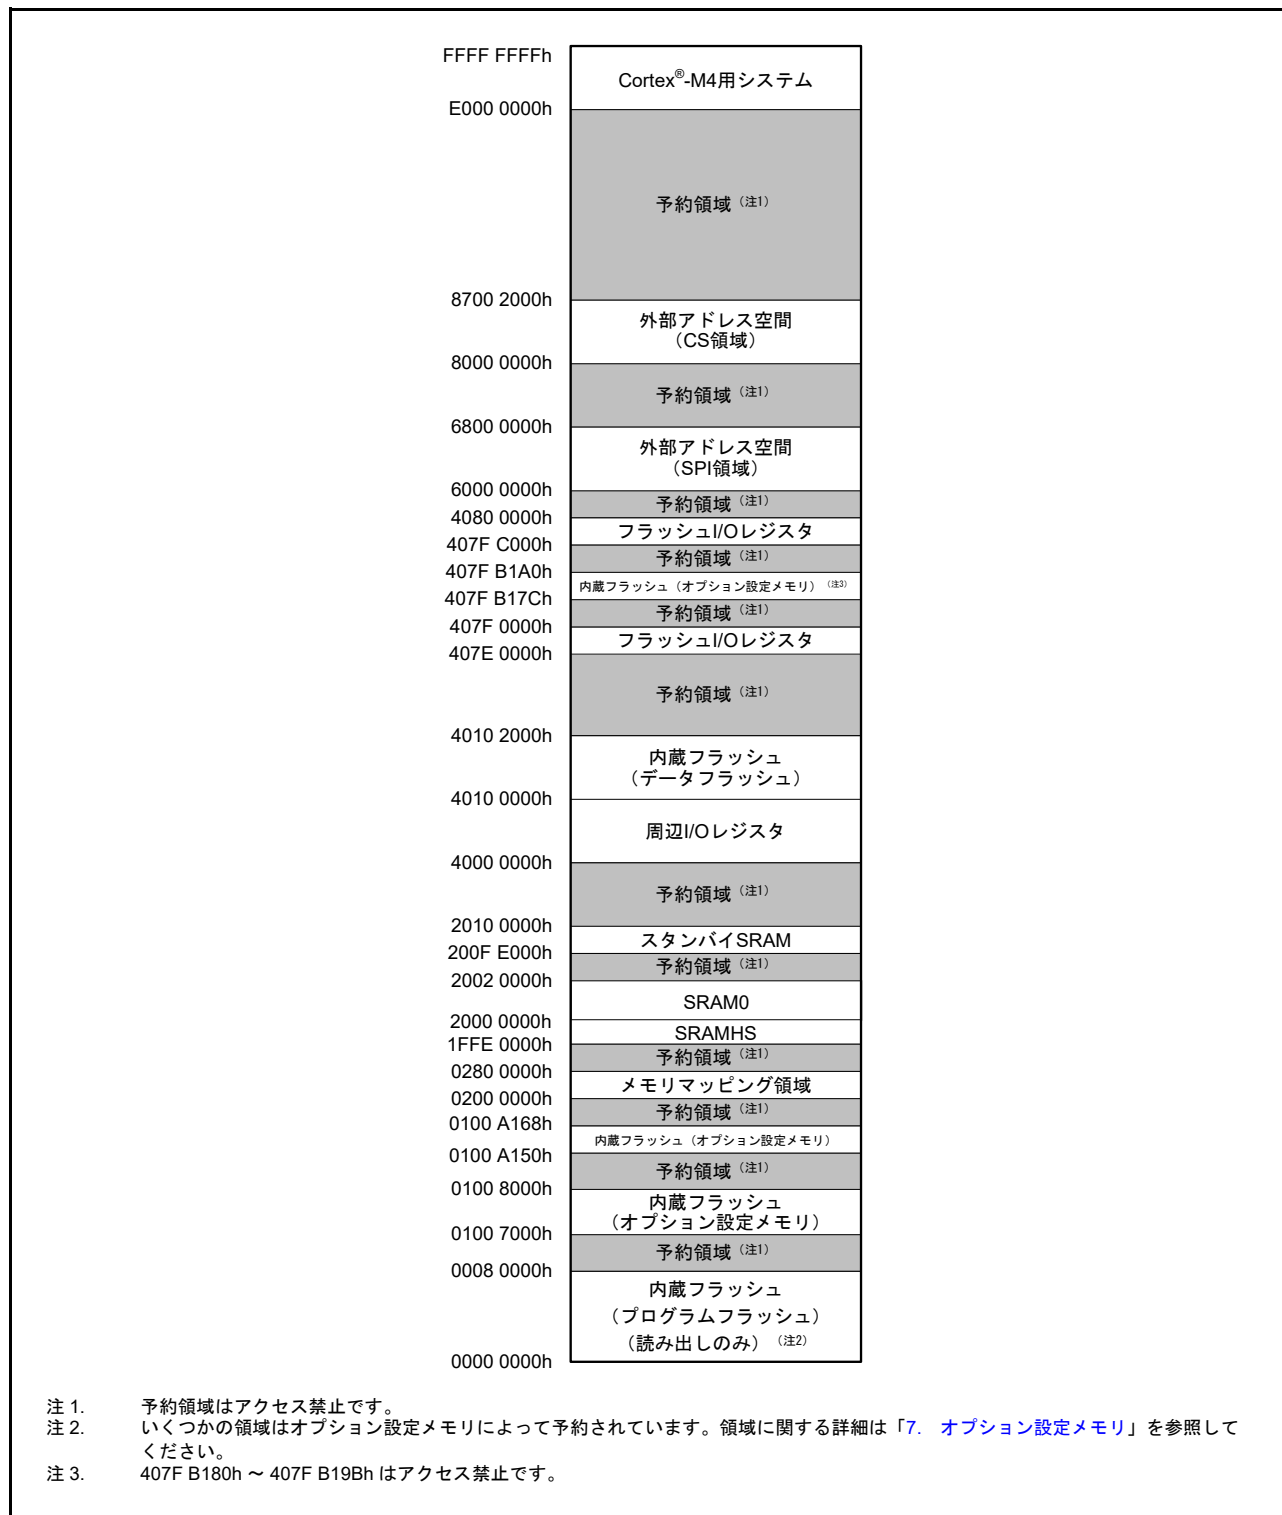 FFFF FFFFh
Cortex®-M4用システム
E000 0000h
予約領域（注1）
8700 2000h
外部アドレス空間
（CS領域）
8000 0000h
予約領域（注1）
6800 0000h
外部アドレス空間
（SPI領域）
6000 0000h
予約領域（注1）
4080 0000h
フラッシュI/Oレジスタ
407F C000h
予約領域（注1）
407F B1A0h
内蔵フラッシュ（オプション設定メモリ）（注3）
407F B17Ch
予約領域（注1）
407F 0000h
フラッシュI/Oレジスタ
407E 0000h
予約領域（注1）
4010 2000h
内蔵フラッシュ
（データフラッシュ）
4010 0000h
周辺I/Oレジスタ
4000 0000h
予約領域（注1）
2010 0000h
スタンバイSRAM
200F E000h
予約領域（注1）
2002 0000h
SRAM0
2000 0000h
SRAMHS
1FFE 0000h
予約領域（注1）
0280 0000h
メモリマッピング領域
0200 0000h
予約領域（注1）
0100 A168h
内蔵フラッシュ（オプション設定メモリ）
0100 A150h
予約領域（注1）
0100 8000h
内蔵フラッシュ
（オプション設定メモリ）
0100 7000h
予約領域（注1）
0008 0000h
内蔵フラッシュ
（プログラムフラッシュ）
（読み出しのみ）（注2）
0000 0000h
注 1. 予約領域はアクセス禁止です。
注 2. いくつかの領域はオプション設定メモリによって予約されています。領域に関する詳細は「7. オプション設定メモリ」を参照して
ください。
注 3. 407F B180h ～ 407F B19Bh はアクセス禁止です。